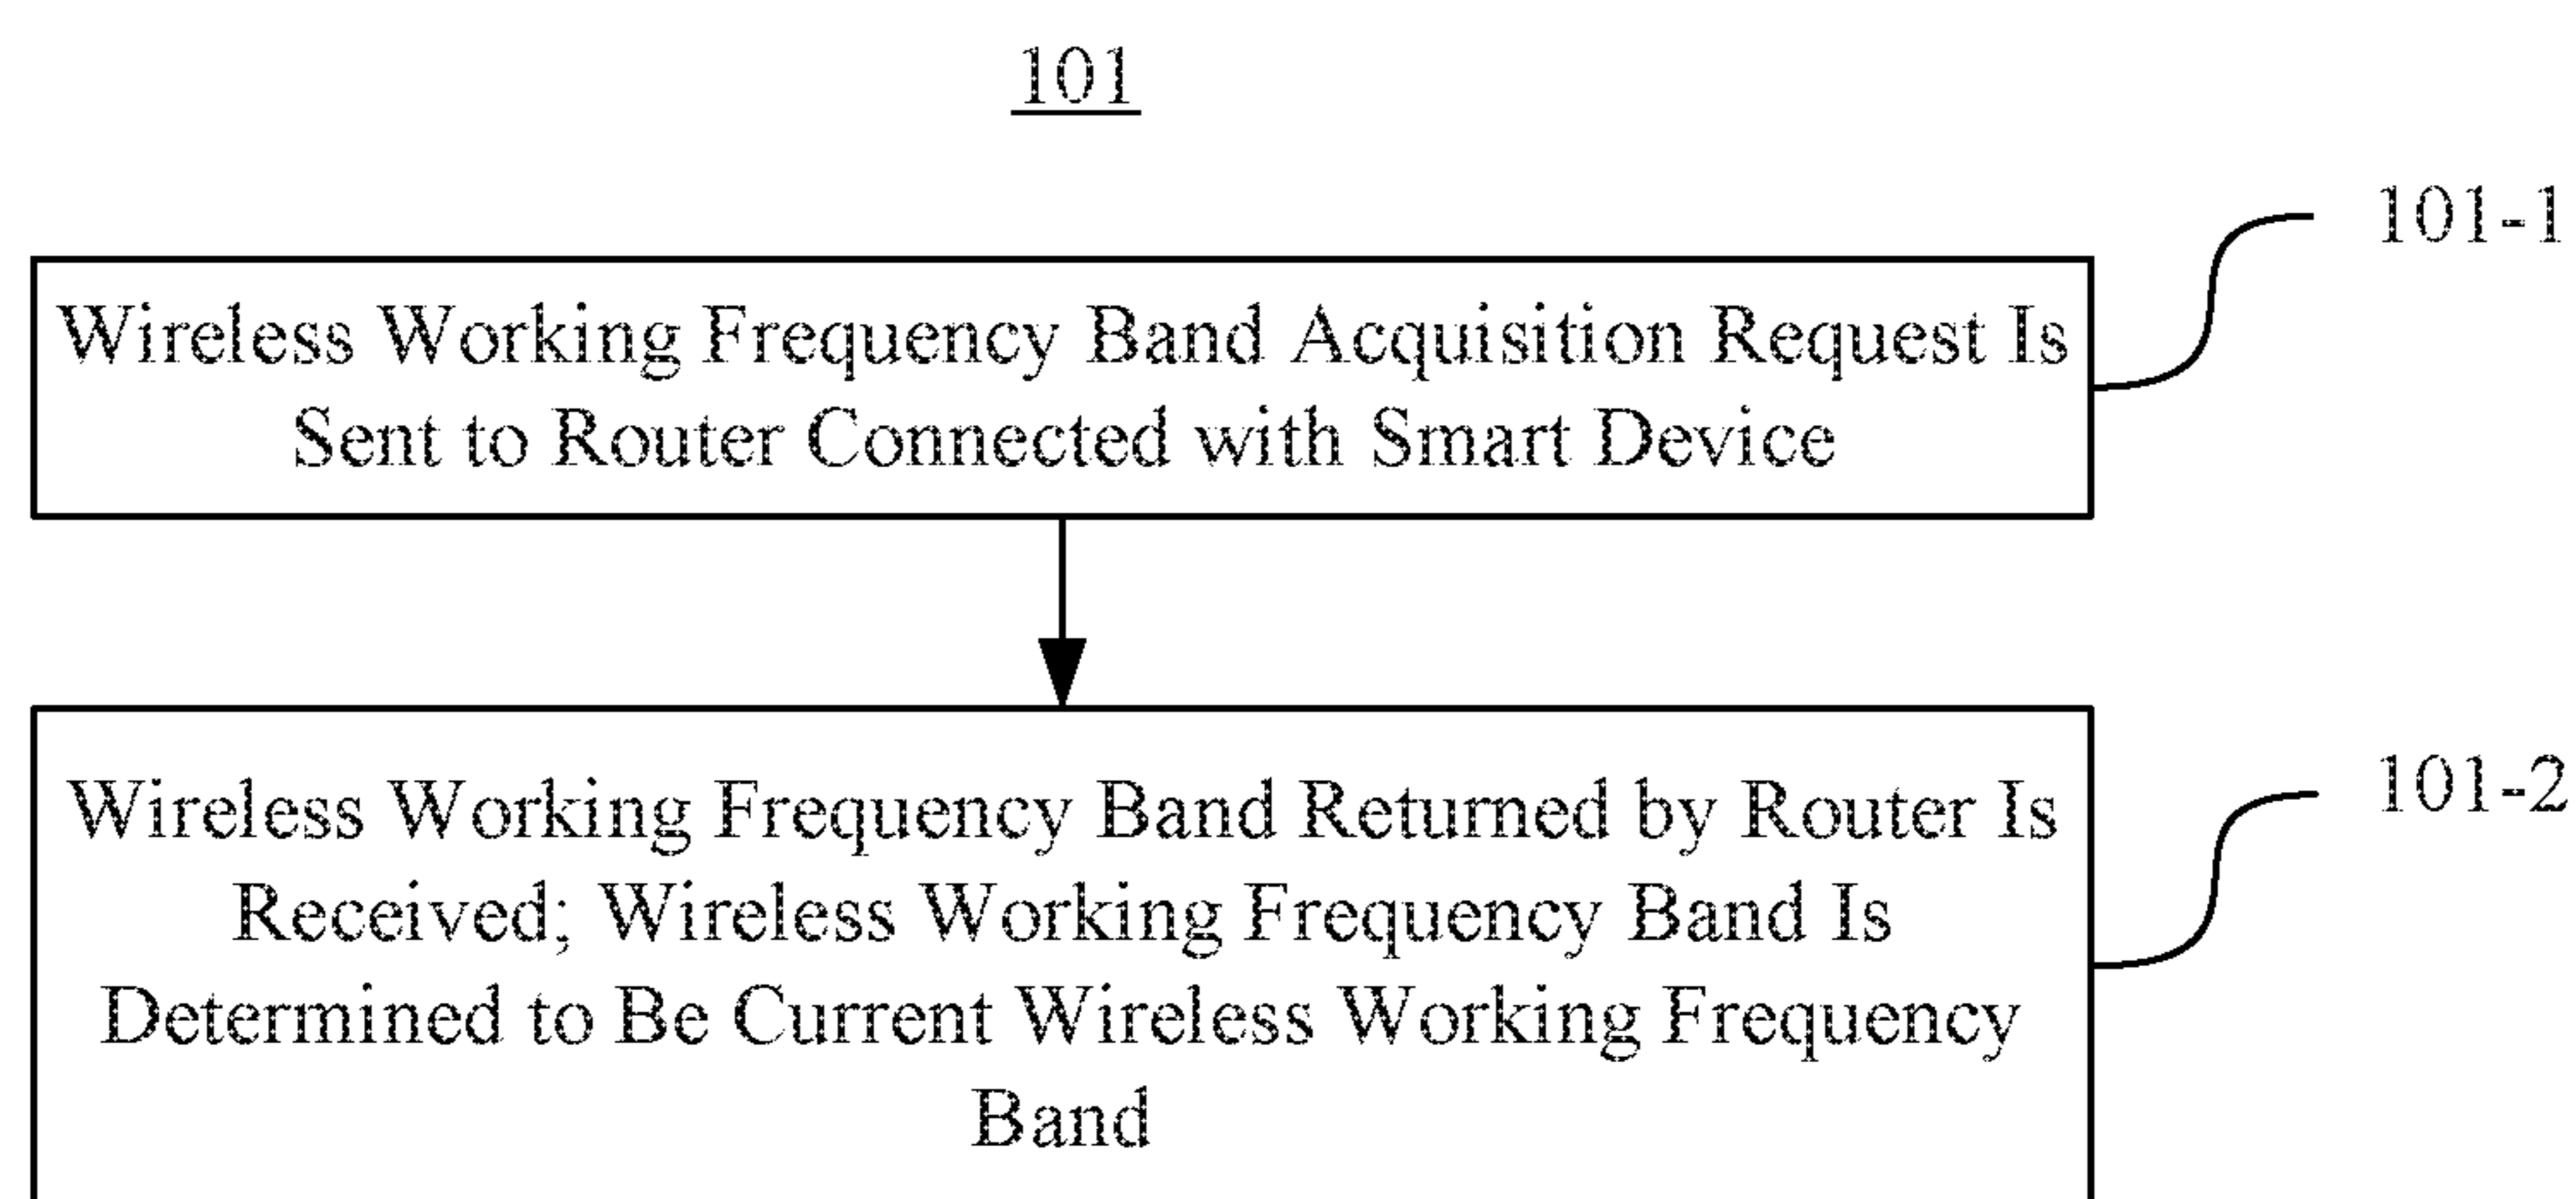 101
101-1
Wireless Working Frequency Band Acquisition Request Is
Sent to Router Connected with Smart Device
101-2
Wireless Working Frequency Band Returned by Router Is
Received; Wireless Working Frequency Band Is
Determined to Be Current Wireless Working Frequency
Band